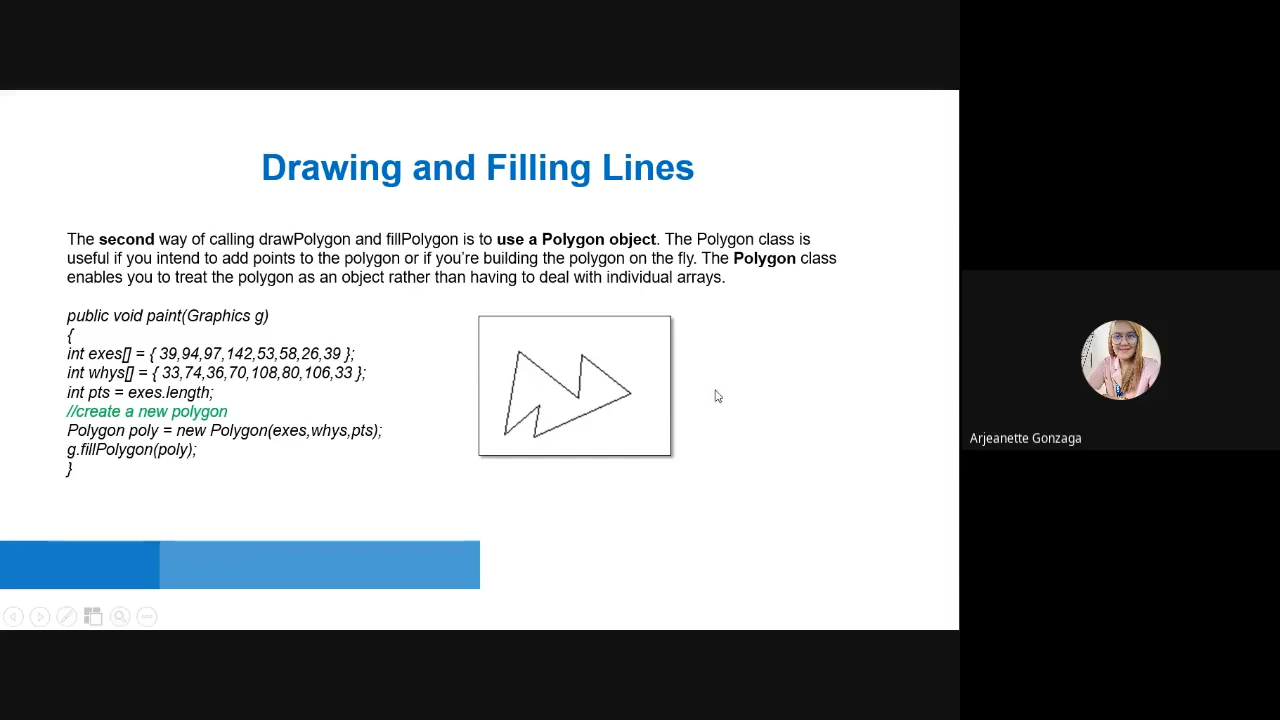 Drawing and Filling Lines
The second way of calling drawPolygon and fillPolygon is to use a Polygon object. The Polygon class is
useful if you intend to add points to the polygon or if you’re building the polygon on the fly. The Polygon class
enables you to treat the polygon as an object rather than having to deal with individual arrays.
public void paint(Graphics g)
{
int exes[] = { 39,94,97,142,53,58,26,39 };
int whys[] = { 33,74,36,70,108,80,106,33 };
int pts = exes.length;
//create a new polygon
Polygon poly = new Polygon(exes,whys,pts);
g.fillPolygon(poly);
}
Arjeanette Gonzaga